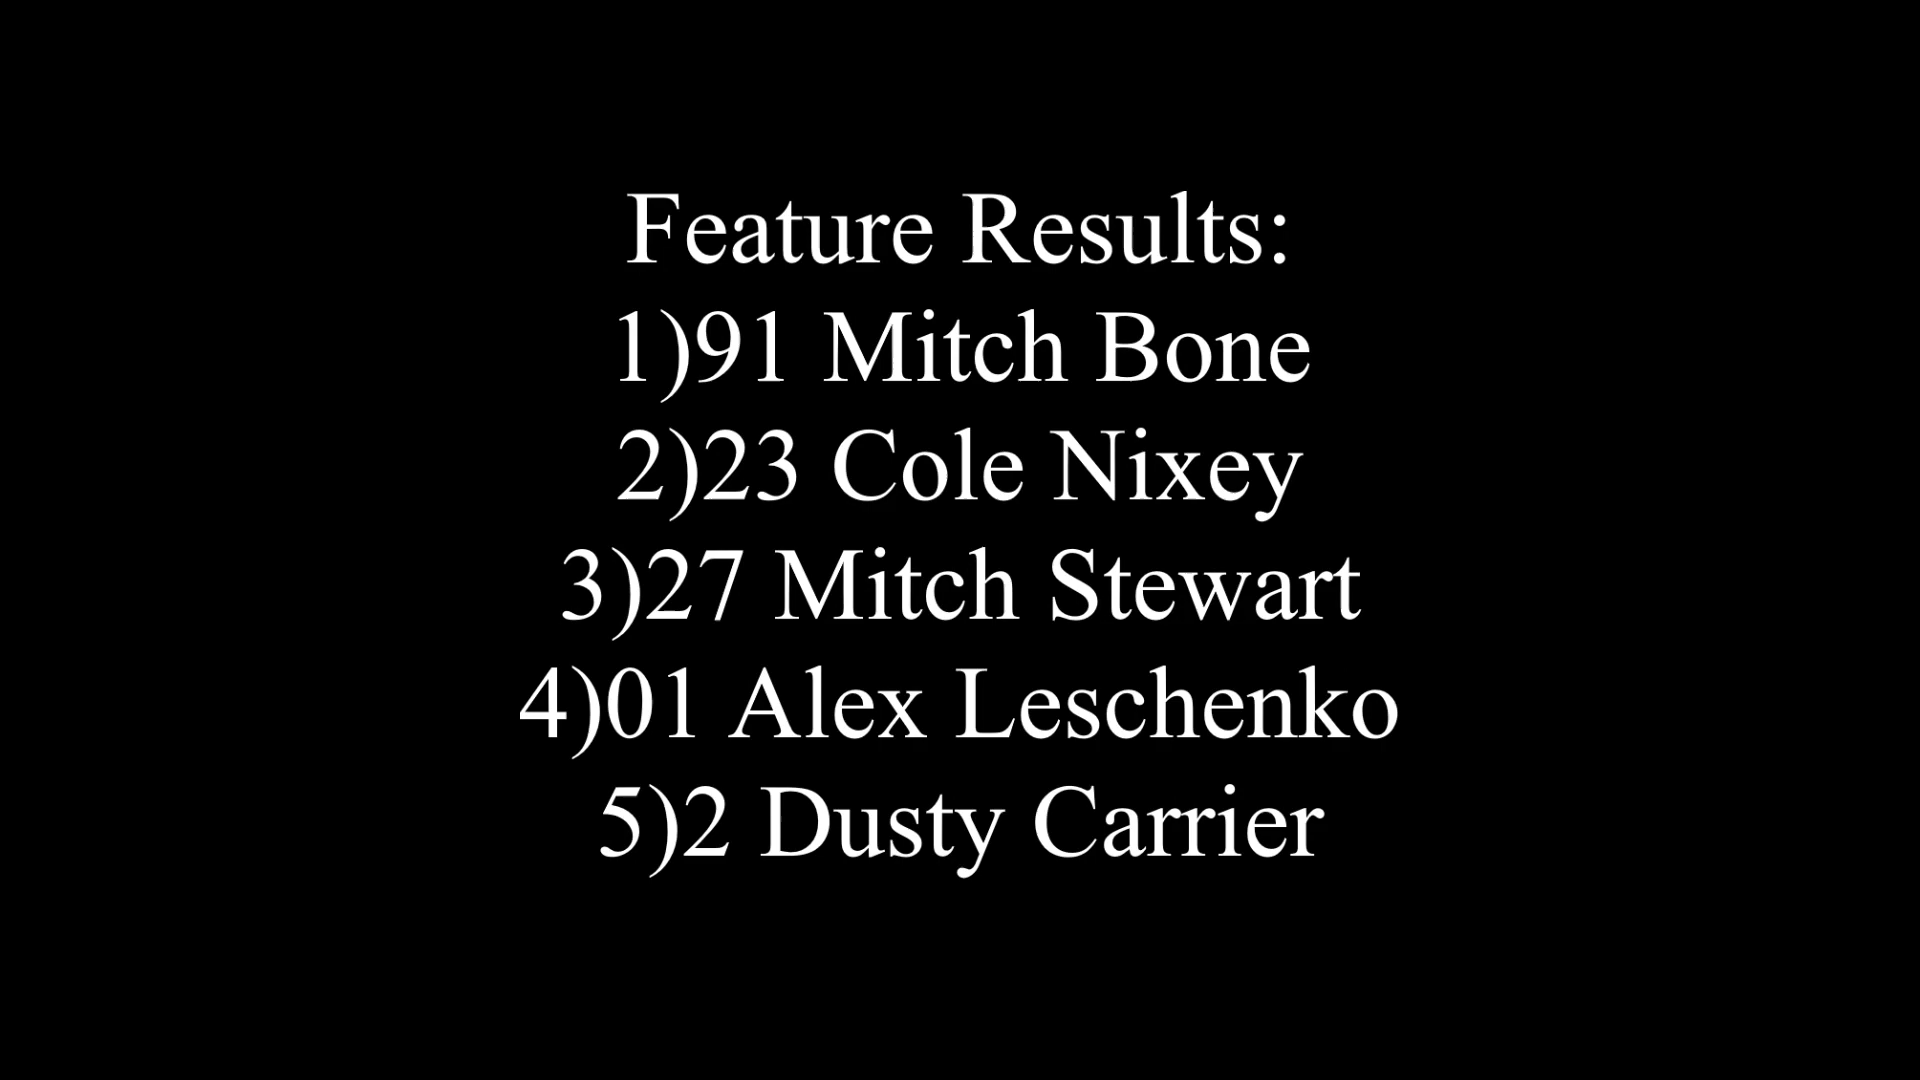 Feature Results:
1)91 Mitch Bone
2)23 Cole Nixey
3)27 Mitch Stewart
4)01 Alex Leschenko
5)2 Dusty Carrier